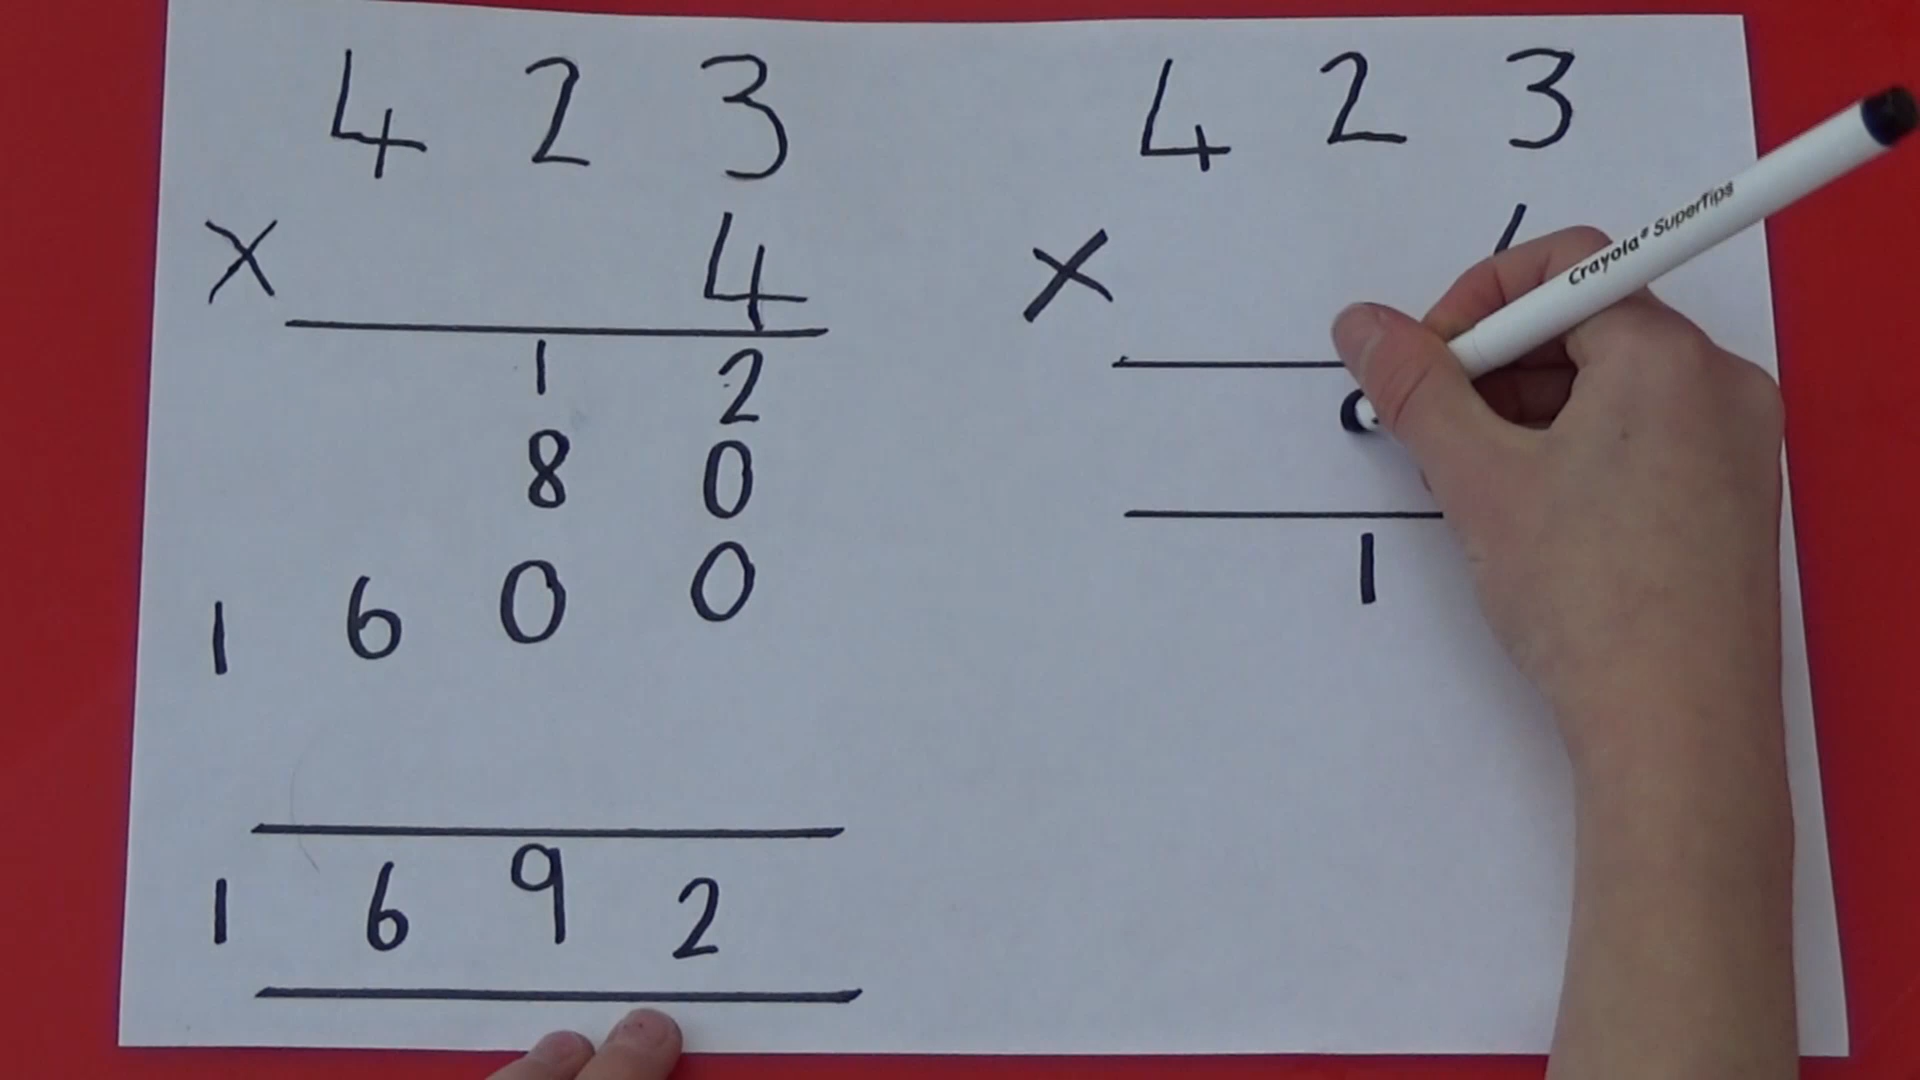 4 2 3
x 4
1 2
8 0
1 6 0 0
1 6 9 2
4 2 3
x
1
Crayola® SuperTips